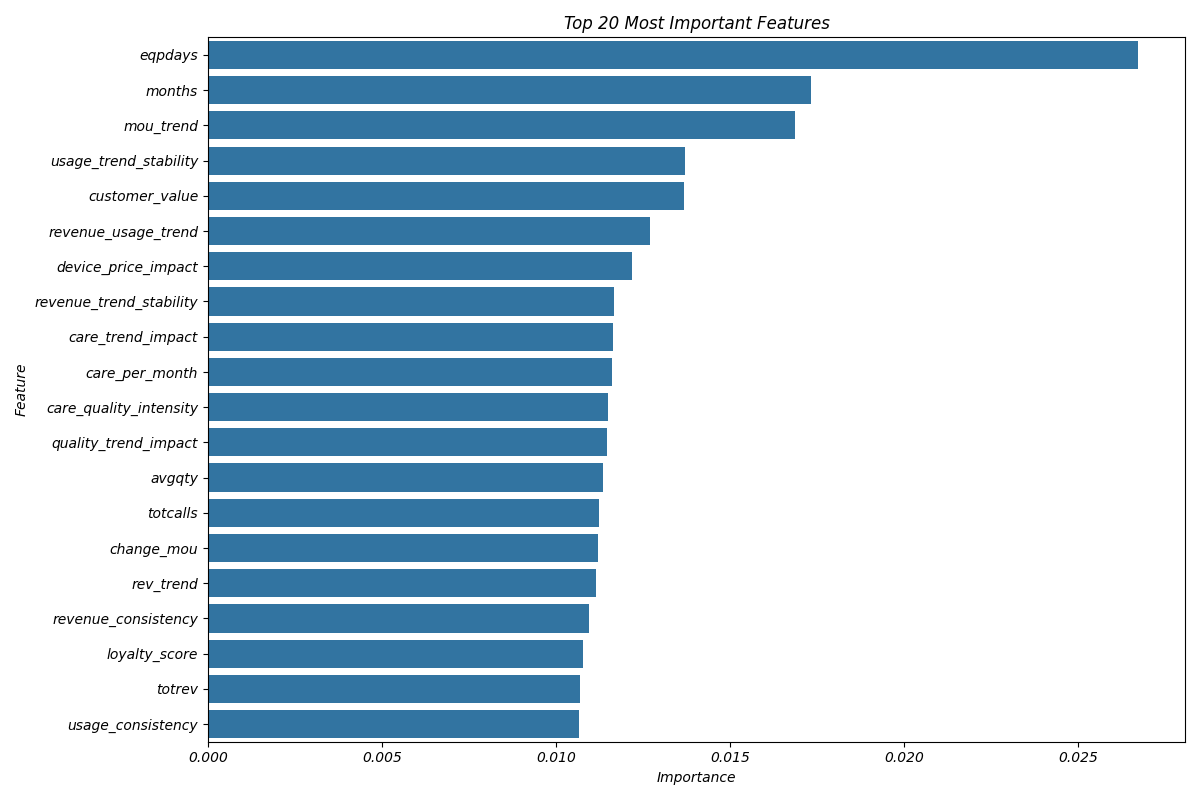 Top 20 Most Important Features
eqpdays
months
mou_trend
usage_trend_stability
customer_value
revenue_usage_trend
device_price_impact
revenue_trend_stability
care_trend_impact
care_per_month
care_quality_intensity
quality_trend_impact
avgqty
totcalls
change_mou
rev_trend
revenue_consistency
loyalty_score
totrev
usage_consistency
Feature
0.000 0.005 0.010 0.015 0.020 0.025
Importance